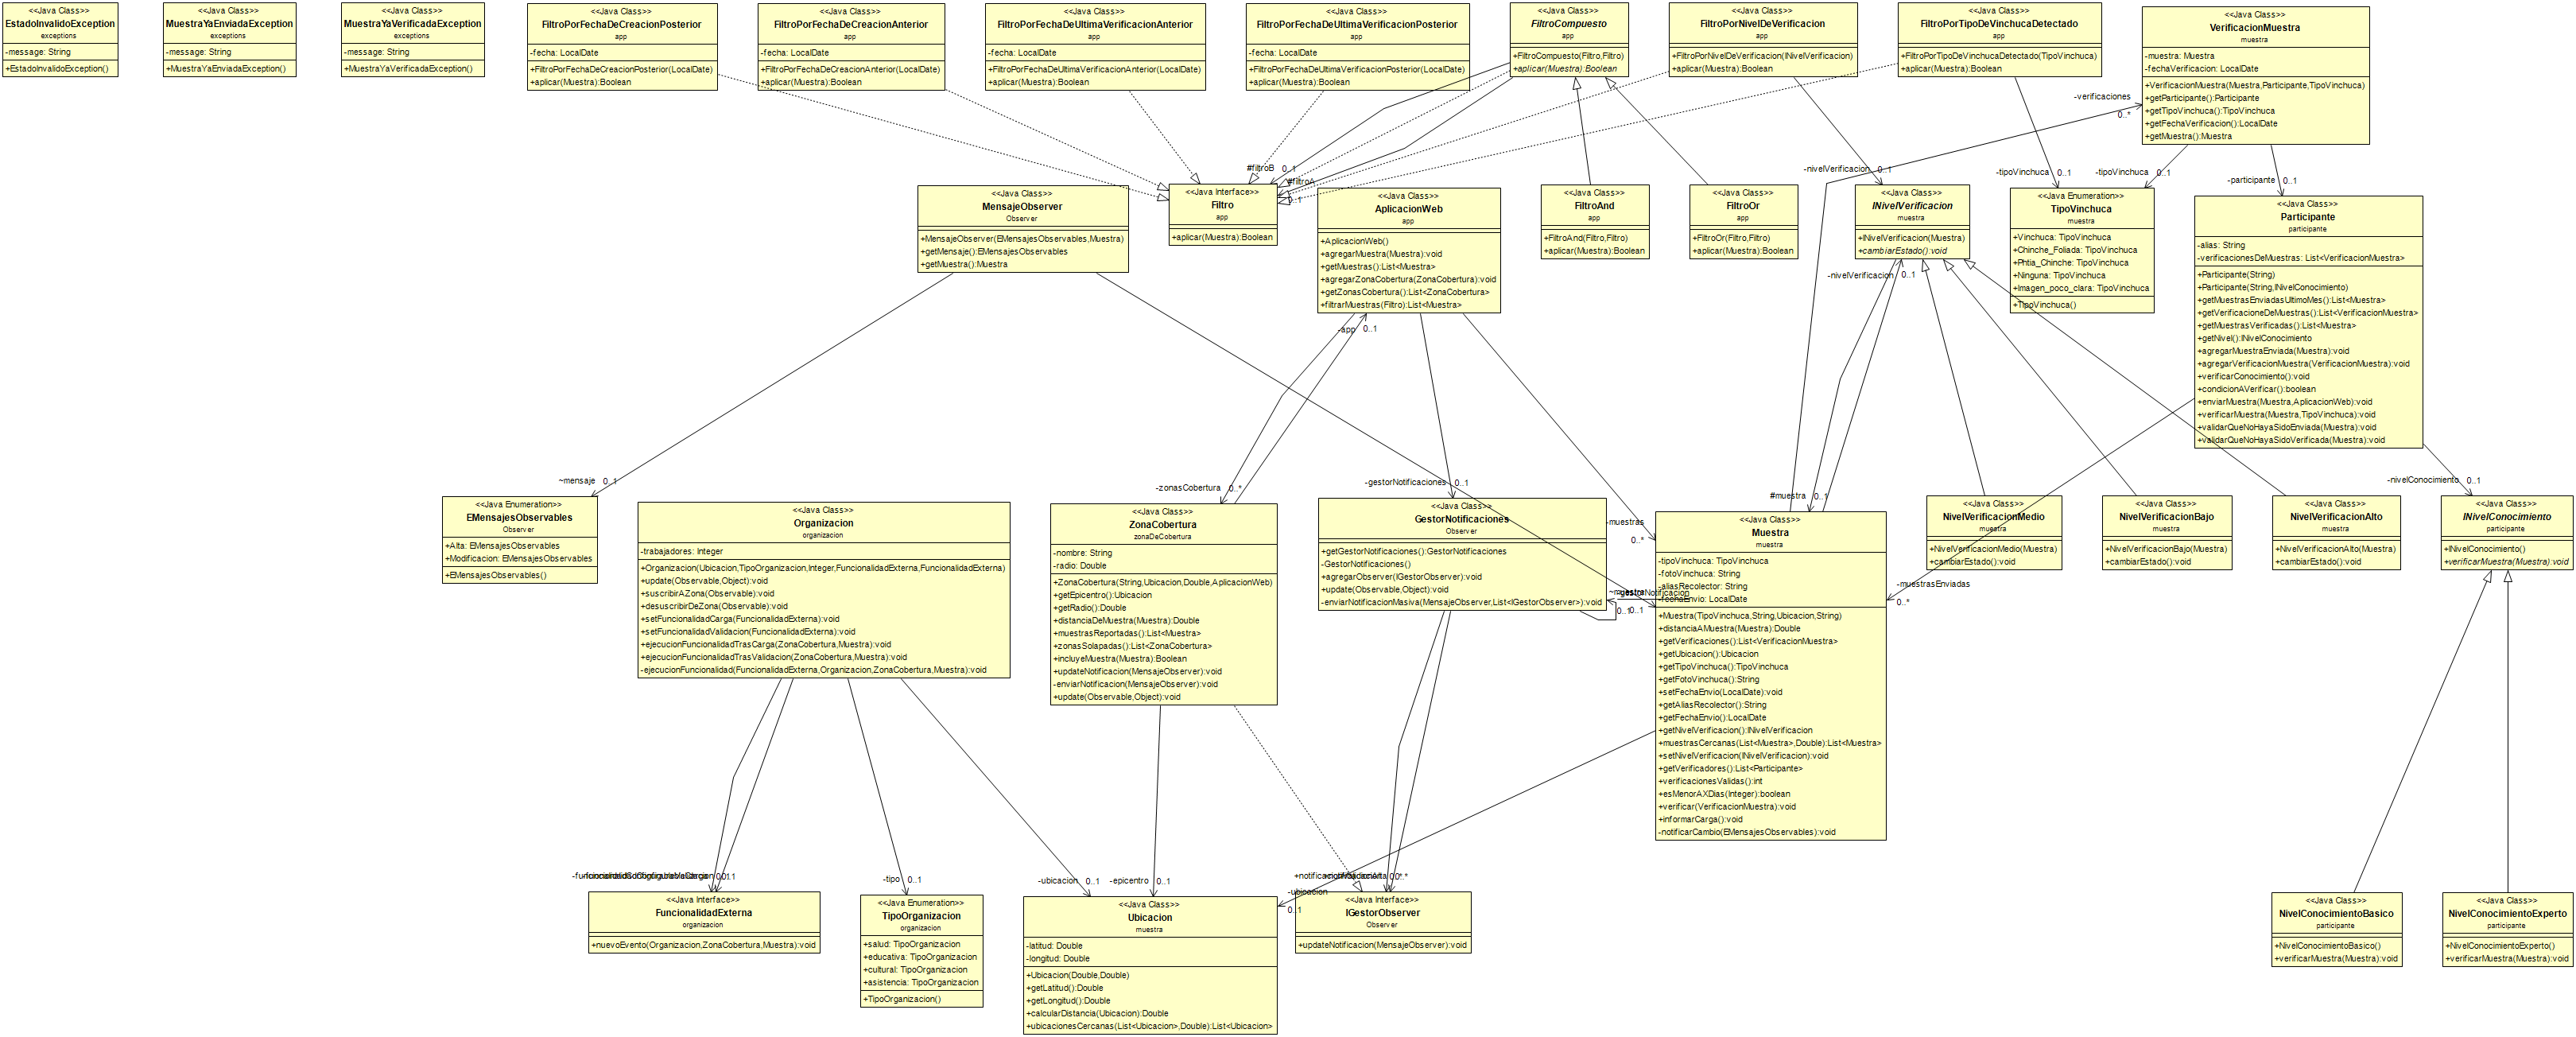 <<Java Class>>
EstadoInvalidoException
exceptions
-message: String
+EstadoInvalidoException()
<<Java Class>>
MuestraYaEnviadaException
exceptions
-message: String
+MuestraYaEnviadaException()
<<Java Class>>
MuestraYaVerificadaException
exceptions
-message: String
+MuestraYaVerificadaException()
<<Java Class>>
FiltroPorFechaDeCreacionPosterior
app
-fecha: LocalDate
+FiltroPorFechaDeCreacionPosterior(LocalDate)
+aplicar(Muestra):Boolean
<<Java Class>>
FiltroPorFechaDeCreacionAnterior
app
-fecha: LocalDate
+FiltroPorFechaDeCreacionAnterior(LocalDate)
+aplicar(Muestra):Boolean
<<Java Class>>
FiltroPorFechaDeUltimaVerificacionAnterior
app
-fecha: LocalDate
+FiltroPorFechaDeUltimaVerificacionAnterior(LocalDate)
+aplicar(Muestra):Boolean
<<Java Class>>
FiltroPorFechaDeUltimaVerificacionPosterior
app
-fecha: LocalDate
+FiltroPorFechaDeUltimaVerificacionPosterior(LocalDate)
+aplicar(Muestra):Boolean
<<Java Class>>
FiltroCompuesto
app
+FiltroCompuesto(Filtro,Filtro)
+aplicar(Muestra):Boolean
<<Java Class>>
FiltroPorNivelDeVerificacion
app
+FiltroPorNivelDeVerificacion(INivelVerificacion)
+aplicar(Muestra):Boolean
<<Java Class>>
FiltroPorTipoDeVinchucaDetectado
app
+FiltroPorTipoDeVinchucaDetectado(TipoVinchuca)
+aplicar(Muestra):Boolean
<<Java Class>>
VerificacionMuestra
muestra
-muestra: Muestra
-fechaVerificacion: LocalDate
+VerificacionMuestra(Muestra,Participante,TipoVinchuca)
+getParticipante():Participante
+getTipoVinchuca():TipoVinchuca
+getFechaVerificacion():LocalDate
+getMuestra():Muestra
-verificaciones
0..*
#filtroB 0..1
#filtroA
0..1
-nivelVerificacion 0..1
-tipoVinchuca 0..1
-tipoVinchuca 0..1
-participante 0..1
<<Java Class>>
MensajeObserver
Observer
+MensajeObserver(EMensajesObservables,Muestra)
+getMensaje():EMensajesObservables
+getMuestra():Muestra
<<Java Interface>>
Filtro
app
+aplicar(Muestra):Boolean
<<Java Class>>
AplicacionWeb
app
+AplicacionWeb()
+agregarMuestra(Muestra):void
+getMuestras():List<Muestra>
+agregarZonaCobertura(ZonaCobertura):void
+getZonasCobertura():List<ZonaCobertura>
+filtrarMuestras(Filtro):List<Muestra>
<<Java Class>>
FiltroAnd
app
+FiltroAnd(Filtro,Filtro)
+aplicar(Muestra):Boolean
<<Java Class>>
FiltroOr
app
+FiltroOr(Filtro,Filtro)
+aplicar(Muestra):Boolean
<<Java Class>>
INivelVerificacion
muestra
+INivelVerificacion(Muestra)
+cambiarEstado():void
<<Java Enumeration>>
TipoVinchuca
muestra
+Vinchuca: TipoVinchuca
+Chinche_Foliada: TipoVinchuca
+Phtia_Chinche: TipoVinchuca
+Ninguna: TipoVinchuca
+Imagen_poco_clara: TipoVinchuca
+TipoVinchuca()
<<Java Class>>
Participante
participante
-alias: String
-verificacionesDeMuestras: List<VerificacionMuestra>
+Participante(String)
+Participante(String,INivelConocimiento)
+getMuestrasEnviadasUltimoMes():List<Muestra>
+getVerificacioneDeMuestras():List<VerificacionMuestra>
+getMuestrasVerificadas():List<Muestra>
+getNivel():INivelConocimiento
+agregarMuestraEnviada(Muestra):void
+agregarVerificacionMuestra(VerificacionMuestra):void
+verificarConocimiento():void
+condicionAVerificar():boolean
+enviarMuestra(Muestra,AplicacionWeb):void
+verificarMuestra(Muestra,TipoVinchuca):void
+validarQueNoHayaSidoEnviada(Muestra):void
+validarQueNoHayaSidoVerificada(Muestra):void
-nivelVerificacion 0..1
-app 0..1
~mensaje 0..1
-zonasCobertura 0..*
-gestorNotificaciones 0..1
-muestras
0..*
#muestra 0..1
-nivelConocimiento 0..1
<<Java Enumeration>>
EMensajesObservables
Observer
+Alta: EMensajesObservables
+Modificacion: EMensajesObservables
+EMensajesObservables()
<<Java Class>>
Organizacion
organizacion
-trabajadores: Integer
+Organizacion(Ubicacion,TipoOrganizacion,Integer,FuncionalidadExterna,FuncionalidadExterna)
+update(Observable,Object):void
+suscribirAZona(Observable):void
+desuscribirDeZona(Observable):void
+setFuncionalidadCarga(FuncionalidadExterna):void
+setFuncionalidadValidacion(FuncionalidadExterna):void
+ejecucionFuncionalidadTrasCarga(ZonaCobertura,Muestra):void
+ejecucionFuncionalidadTrasValidacion(ZonaCobertura,Muestra):void
-ejecucionFuncionalidad(FuncionalidadExterna,Organizacion,ZonaCobertura,Muestra):void
<<Java Class>>
ZonaCobertura
zonaDeCobertura
-nombre: String
-radio: Double
+ZonaCobertura(String,Ubicacion,Double,AplicacionWeb)
+getEpicentro():Ubicacion
+getRadio():Double
+distanciaDeMuestra(Muestra):Double
+muestrasReportadas():List<Muestra>
+zonasSolapadas():List<ZonaCobertura>
+incluyeMuestra(Muestra):Boolean
+updateNotificacion(MensajeObserver):void
-enviarNotificacion(MensajeObserver):void
+update(Observable,Object):void
<<Java Class>>
GestorNotificaciones
Observer
+getGestorNotificaciones():GestorNotificaciones
-GestorNotificaciones()
+agregarObserver(IGestorObserver):void
+update(Observable,Object):void
-enviarNotificacionMasiva(MensajeObserver,List<IGestorObserver>):void
0..1
0..1
<<Java Class>>
Muestra
muestra
-tipoVinchuca: TipoVinchuca
-fotoVinchuca: String
-aliasRecolector: String
-fechaEnvio: LocalDate
+Muestra(TipoVinchuca,String,Ubicacion,String)
+distanciaAMuestra(Muestra):Double
+getVerificaciones():List<VerificacionMuestra>
+getUbicacion():Ubicacion
+getTipoVinchuca():TipoVinchuca
+getFotoVinchuca():String
+setFechaEnvio(LocalDate):void
+getAliasRecolector():String
+getFechaEnvio():LocalDate
+getNivelVerificacion():INivelVerificacion
+muestrasCercanas(List<Muestra>,Double):List<Muestra>
+setNivelVerificacion(INivelVerificacion):void
+getVerificadores():List<Participante>
+verificacionesValidas():int
+esMenorAXDias(Integer):boolean
+verificar(VerificacionMuestra):void
+informarCarga():void
-notificarCambio(EMensajesObservables):void
-muestrasEnviadas
0..*
<<Java Class>>
NivelVerificacionMedio
muestra
+NivelVerificacionMedio(Muestra)
+cambiarEstado():void
<<Java Class>>
NivelVerificacionBajo
muestra
+NivelVerificacionBajo(Muestra)
+cambiarEstado():void
<<Java Class>>
NivelVerificacionAlto
muestra
+NivelVerificacionAlto(Muestra)
+cambiarEstado():void
<<Java Class>>
INivelConocimiento
participante
+INivelConocimiento()
+verificarMuestra(Muestra):void
-tipo 0..1
-ubicacion 0..1
-epicentro 0..1
-ubicacion
0..1
<<Java Interface>>
FuncionalidadExterna
organizacion
+nuevoEvento(Organizacion,ZonaCobertura,Muestra):void
<<Java Enumeration>>
TipoOrganizacion
organizacion
+salud: TipoOrganizacion
+educativa: TipoOrganizacion
+cultural: TipoOrganizacion
+asistencia: TipoOrganizacion
+TipoOrganizacion()
<<Java Class>>
Ubicacion
muestra
-latitud: Double
-longitud: Double
+Ubicacion(Double,Double)
+getLatitud():Double
+getLongitud():Double
+calcularDistancia(Ubicacion):Double
+ubicacionesCercanas(List<Ubicacion>,Double):List<Ubicacion>
<<Java Interface>>
IGestorObserver
Observer
+updateNotificacion(MensajeObserver):void
<<Java Class>>
NivelConocimientoBasico
participante
+NivelConocimientoBasico()
+verificarMuestra(Muestra):void
<<Java Class>>
NivelConocimientoExperto
participante
+NivelConocimientoExperto()
+verificarMuestra(Muestra):void